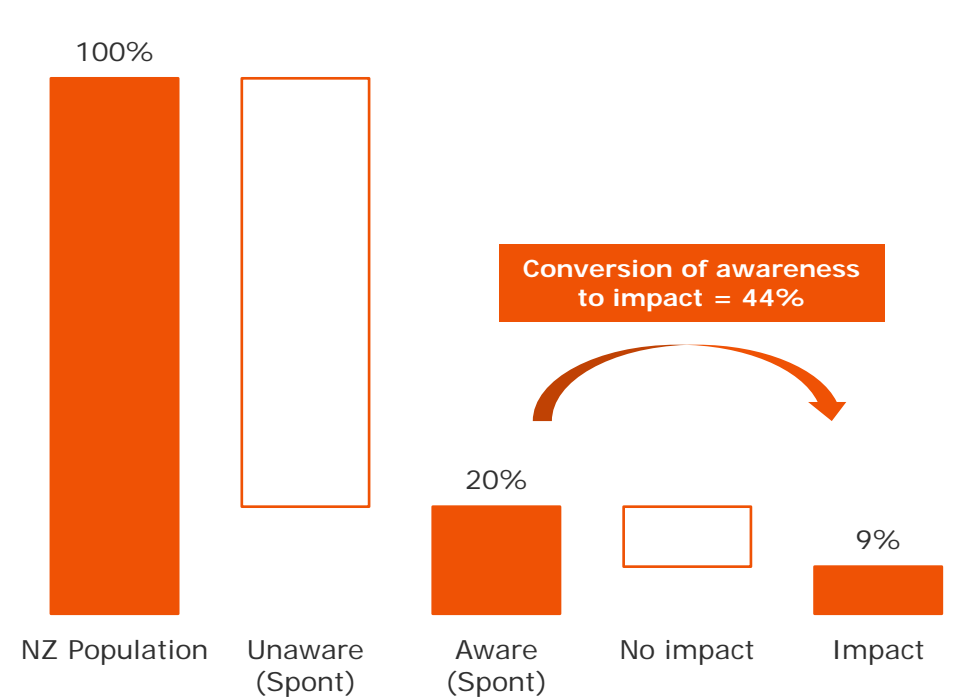 100%
Conversion of awareness
to impact = 44%
20%
9%
NZ Population
Unaware
(Spont)
Aware
(Spont)
No impact
Impact